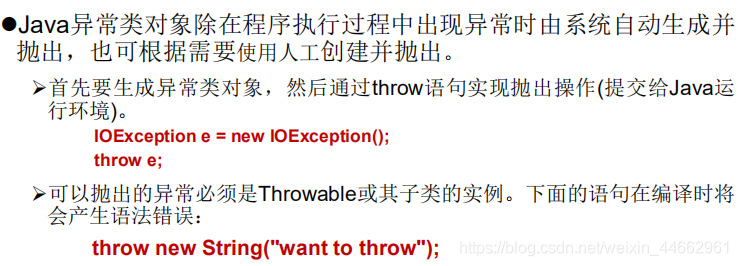 ●Java异常类对象除在程序执行过程中出现异常时由系统自动生成并
抛出，也可根据需要使用人工创建并抛出。
➢首先要生成异常类对象，然后通过throw语句实现抛出操作(提交给Java运
行环境)。
IOException e = new IOException();
throw e;
➢可以抛出的异常必须是Throwable或其子类的实例。下面的语句在编译时将
会产生语法错误：
throw new String("want to throw");
https://blog.csdn.net/weixin_44662961